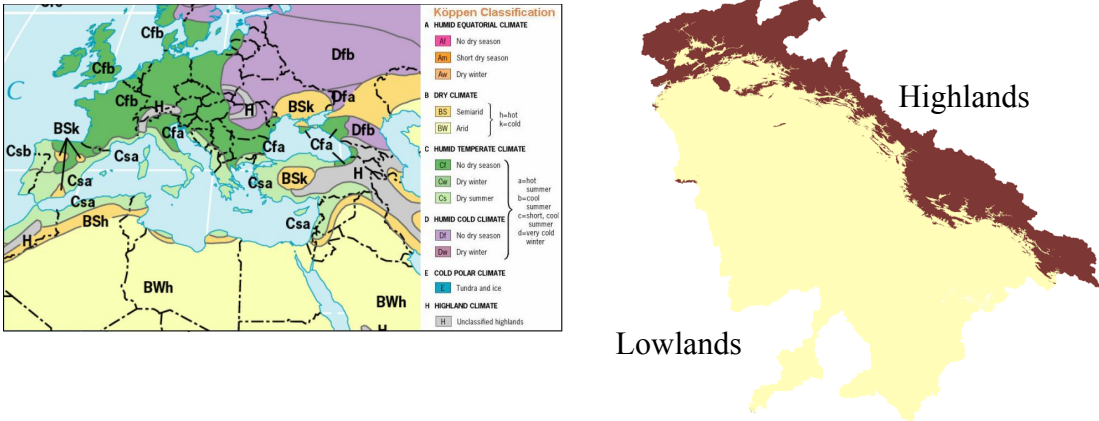 Cfc
Cfb
Dfb
Cfb
C
Cfb
H
H
BSk
Dfa
BSk
Cfa
Dfb
Csb
Cfa
Cfa
Csa
Csa
BSk
H
Csa
Csa
Csa
BSh
H
BWh
BWh
H
Köppen Classification
A HUMID EQUATORIAL CLIMATE
Af No dry season
Am Short dry season
Aw Dry winter
B DRY CLIMATE
BS Semiarid
BW Arid
h=hot
k=cold
C HUMID TEMPERATE CLIMATE
Cf No dry season
Cw Dry winter
Cs Dry summer
D HUMID COLD CLIMATE
Df No dry season
Dw Dry winter
a=hot
summer
b=cool
summer
c=short, cool
summer
d=very cold
winter
E COLD POLAR CLIMATE
E Tundra and ice
H HIGHLAND CLIMATE
H Unclassified highlands
Highlands
Lowlands